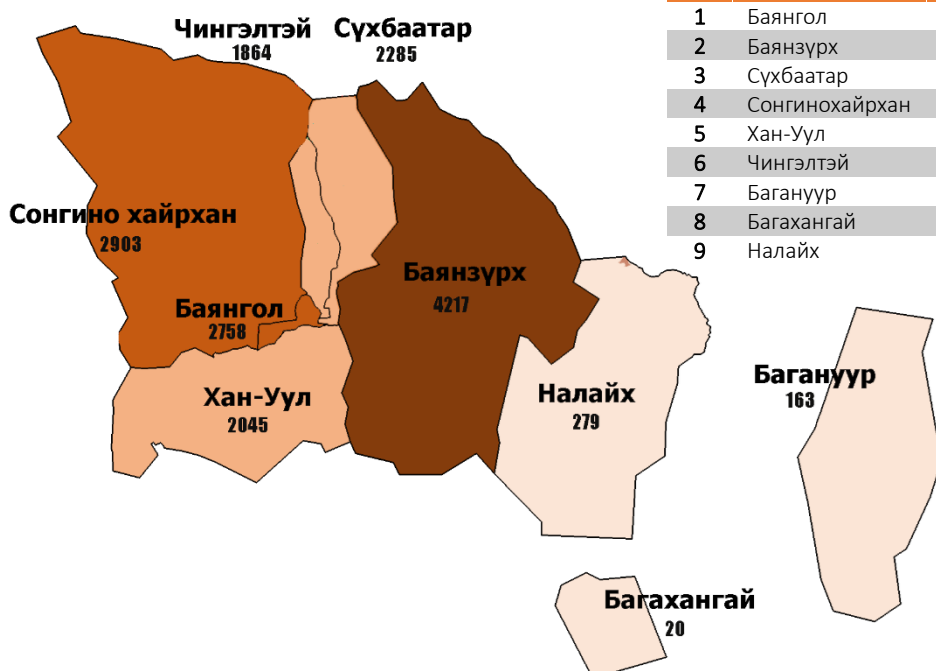 Чингэлтэй
1864
Сүхбаатар
2285
Сонгино хайрхан
2903
Баянгол
2758
Баянзүрх
4217
Хан-Уул
2045
Налайх
279
Багануур
163
Багахангай
20
1 Баянгол
2 Баянзүрх
3 Сүхбаатар
4 Сонгинохайрхан
5 Хан-Уул
6 Чингэлтэй
7 Багануур
8 Багахангай
9 Налайх